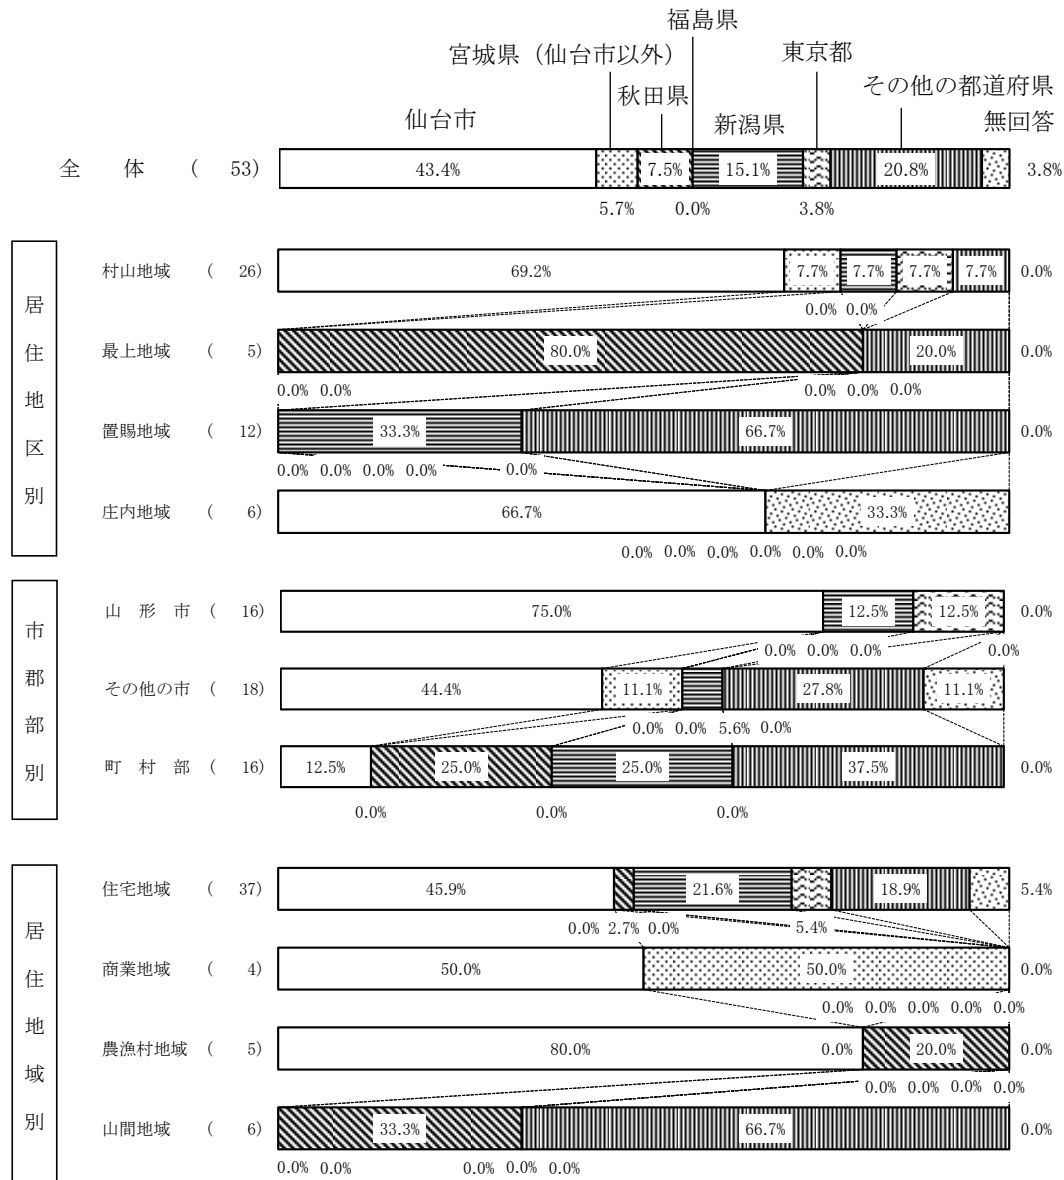 福島県
宮城県（仙台市以外）
東京都
秋田県
その他の都道府県
仙台市
新潟県
無回答
全体 ( 53) 43.4% 7.5% 15.1% 20.8% 3.8%
5.7% 0.0% 3.8%
居住地区別
村山地域 ( 26) 69.2% 7.7% 7.7% 7.7% 7.7% 0.0%
0.0% 0.0%
最上地域 ( 5) 80.0% 20.0% 0.0%
0.0% 0.0% 0.0% 0.0% 0.0%
置賜地域 ( 12) 33.3% 66.7% 0.0%
0.0% 0.0% 0.0% 0.0% 0.0%
庄内地域 ( 6) 66.7% 33.3% 0.0%
0.0% 0.0% 0.0% 0.0% 0.0% 0.0%
市郡部別
山形市 ( 16) 75.0% 12.5% 12.5% 0.0%
0.0% 0.0% 0.0% 0.0%
その他の市 ( 18) 44.4% 11.1% 27.8% 11.1%
0.0% 0.0% 5.6% 0.0%
町村部 ( 16) 12.5% 25.0% 25.0% 37.5% 0.0%
0.0% 0.0% 0.0%
居住地域別
住宅地域 ( 37) 45.9% 21.6% 18.9% 5.4%
0.0% 2.7% 0.0% 5.4%
商業地域 ( 4) 50.0% 50.0% 0.0%
0.0% 0.0% 0.0% 0.0% 0.0%
農漁村地域 ( 5) 80.0% 0.0% 20.0% 0.0%
0.0% 0.0% 0.0% 0.0%
山間地域 ( 6) 33.3% 66.7% 0.0%
0.0% 0.0% 0.0% 0.0% 0.0%